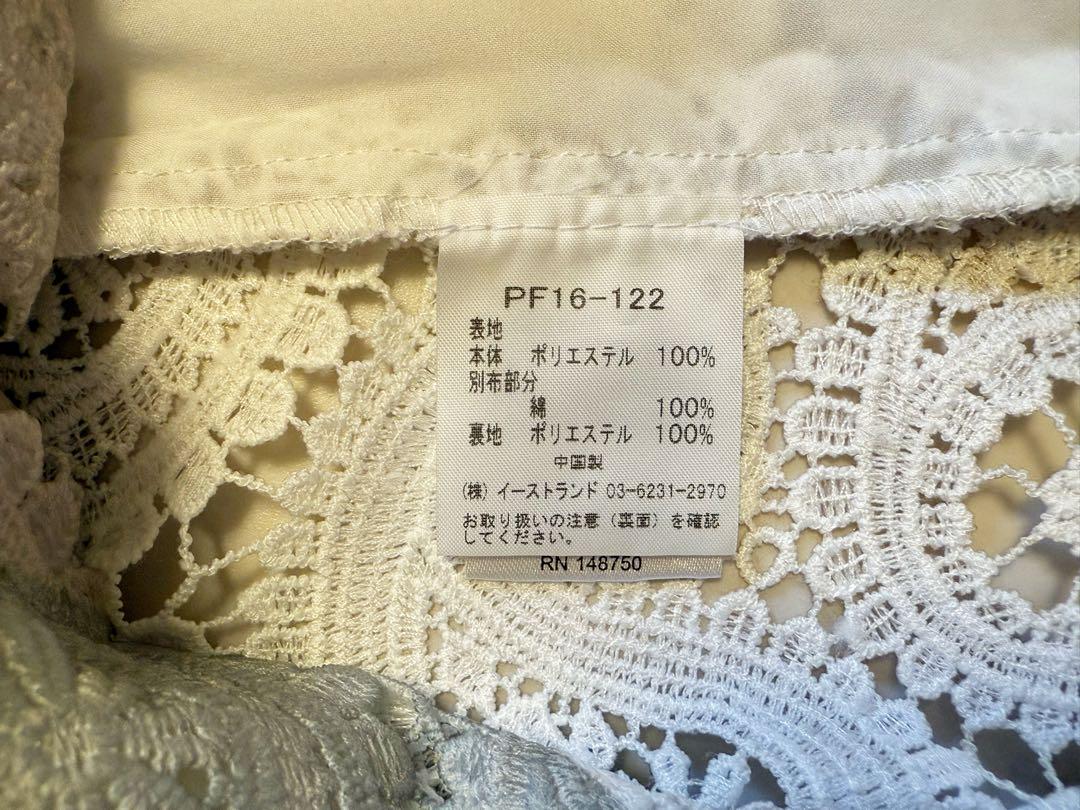 PF16-122
表地
本体 ポリエステル 100%
別布部分
綿 100%
裏地 ポリエステル 100%
中国製
(株) イーストランド 03-6231-2970
お取り扱いの注意(裏面)を確認
してください。
RN 148750